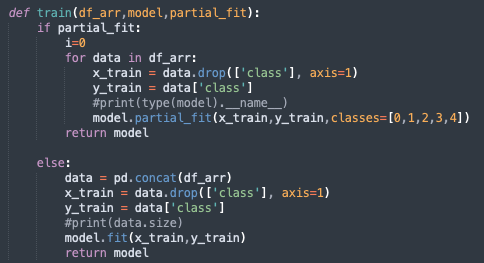 def train(df_arr,model,partial_fit):
    if partial_fit:
        i=0
        for data in df_arr:
            x_train = data.drop(['class'], axis=1)
            y_train = data['class']
            #print(type(model).__name__)
            model.partial_fit(x_train,y_train,classes=[0,1,2,3,4])
        return model

    else:
        data = pd.concat(df_arr)
        x_train = data.drop(['class'], axis=1)
        y_train = data['class']
        #print(data.size)
        model.fit(x_train,y_train)
        return model